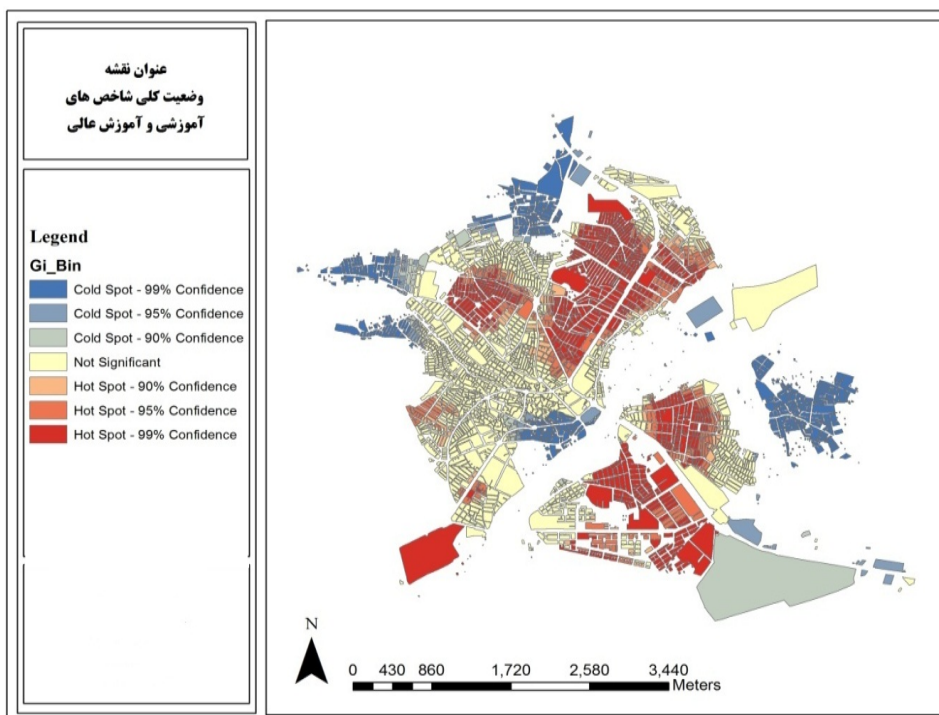 عنوان نقشه
وضعیت کلی شاخص های
آموزشی و آموزش عالی
Legend
Gi_Bin
Cold Spot - 99% Confidence
Cold Spot - 95% Confidence
Cold Spot - 90% Confidence
Not Significant
Hot Spot - 90% Confidence
Hot Spot - 95% Confidence
Hot Spot - 99% Confidence
N
0 430 860 1,720 2,580 3,440
Meters